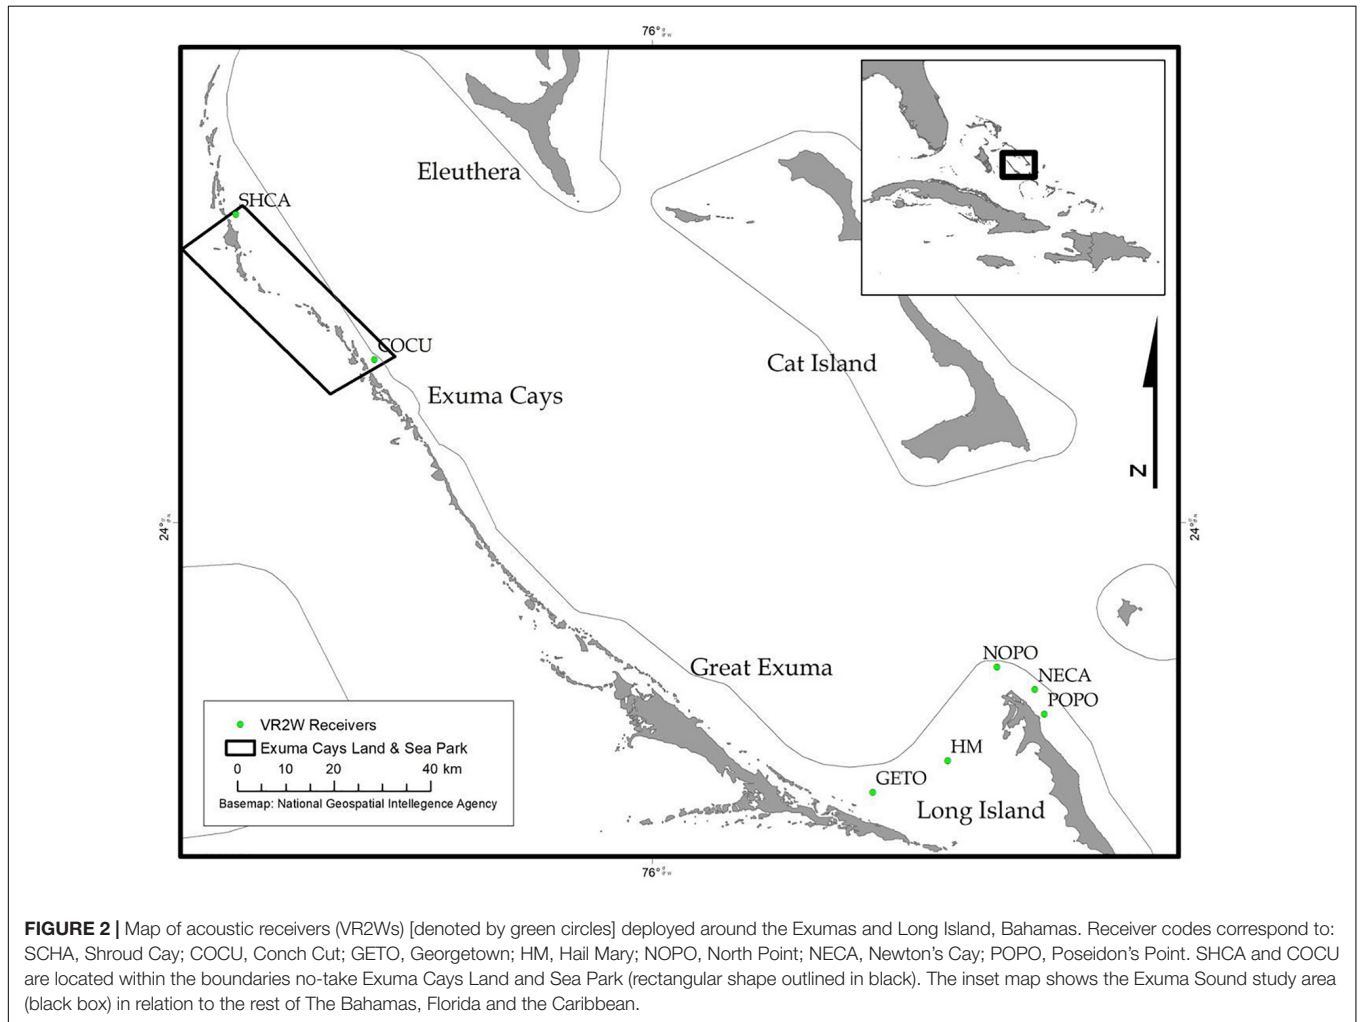 76°
Eleuthera
SHCA
COCU
Cat Island
Exuma Cays
N
24°
24°
NOPO
Great Exuma
NECA
POPO
VR2W Receivers
HM
Exuma Cays Land & Sea Park
GETO
0 10 20 40 km
Long Island
Basemap: National Geospatial Intellegence Agency
76°
FIGURE 2 | Map of acoustic receivers (VR2Ws) [denoted by green circles] deployed around the Exumas and Long Island, Bahamas. Receiver codes correspond to:
SCHA, Shroud Cay; COCU, Conch Cut; GETO, Georgetown; HM, Hail Mary; NOPO, North Point; NECA, Newton's Cay; POPO, Poseidon's Point. SHCA and COCU
are located within the boundaries no-take Exuma Cays Land and Sea Park (rectangular shape outlined in black). The inset map shows the Exuma Sound study area
(black box) in relation to the rest of The Bahamas, Florida and the Caribbean.